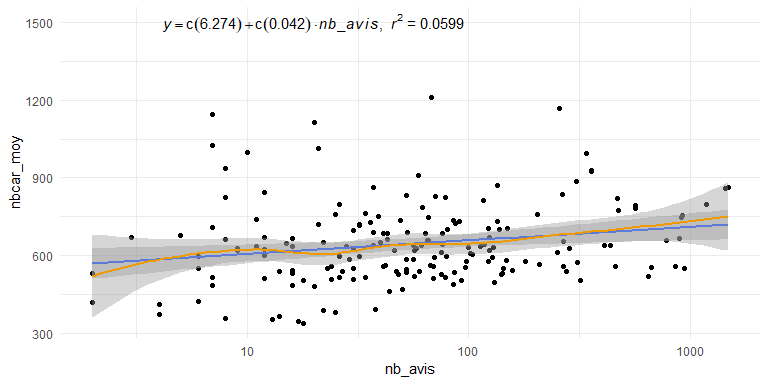 y = c(6.274) + c(0.042) · nb_avis, r² = 0.0599
1500
1200
900
600
300
nbcar_moy
10 100 1000
nb_avis